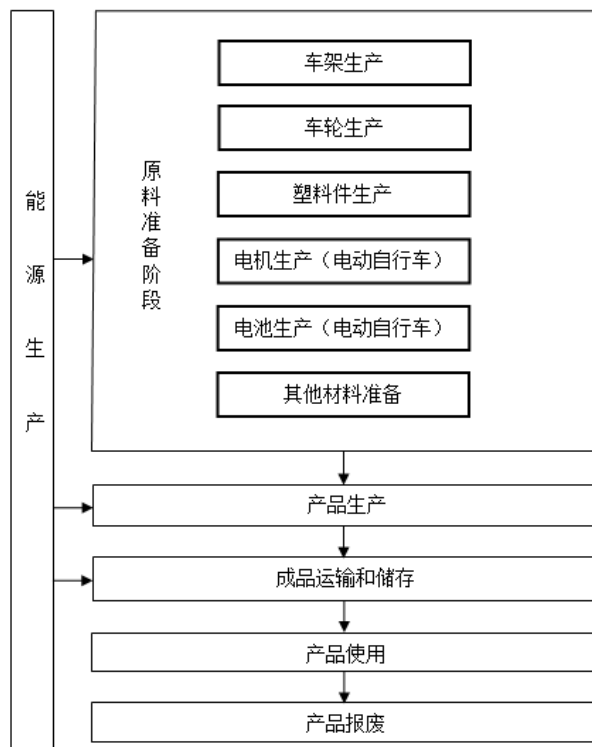 能源生产
原料准备阶段
车架生产
车轮生产
塑料件生产
电机生产（电动自行车）
电池生产（电动自行车）
其他材料准备
产品生产
成品运输和储存
产品使用
产品报废